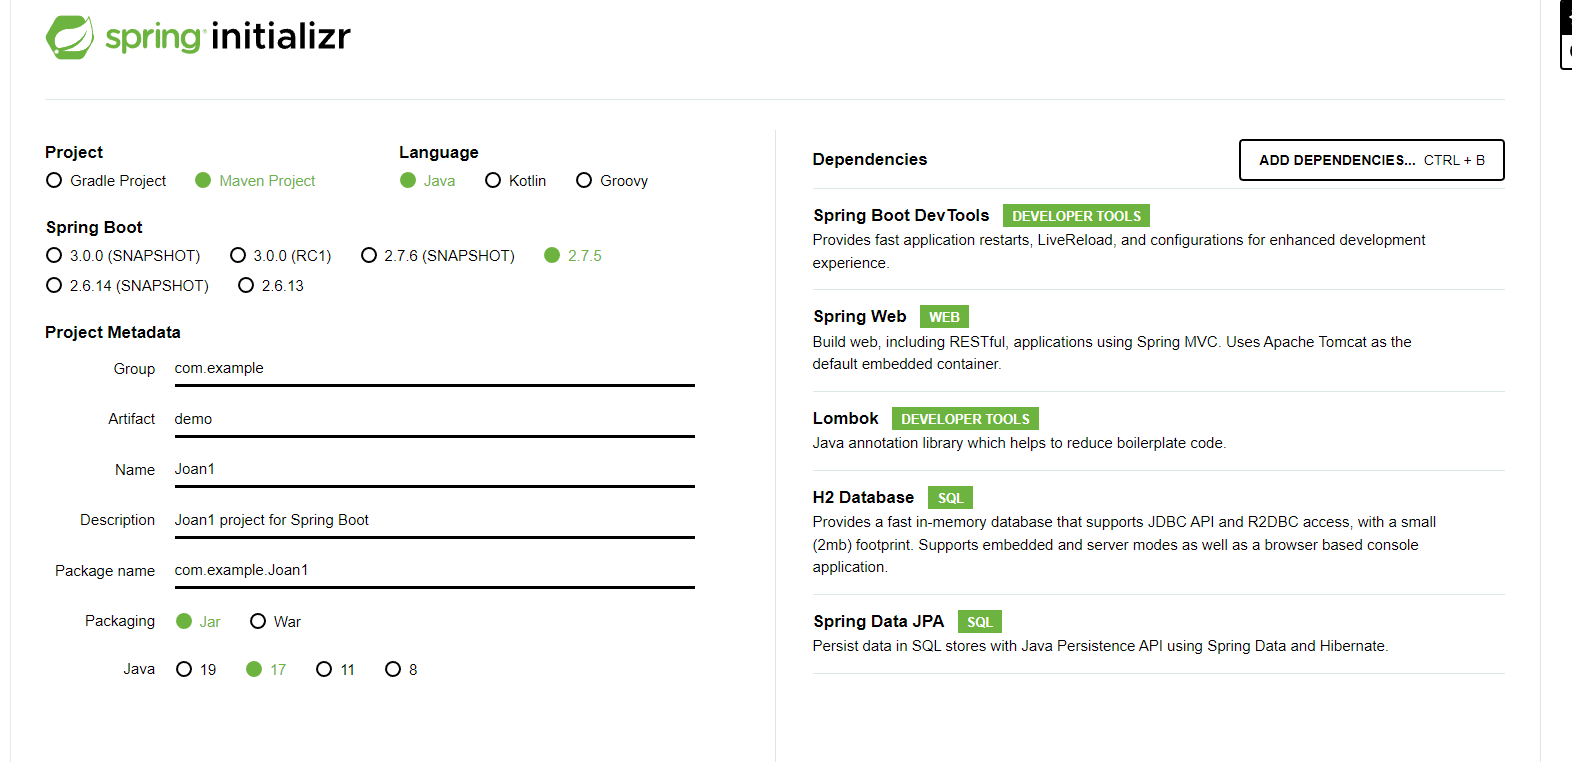 spring initializr
Project
Gradle Project Maven Project
Language
Java Kotlin Groovy
Spring Boot
3.0.0 (SNAPSHOT) 3.0.0 (RC1) 2.7.6 (SNAPSHOT) 2.7.5
2.6.14 (SNAPSHOT) 2.6.13
Project Metadata
Group com.example
Artifact demo
Name Joan1
Description Joan1 project for Spring Boot
Package name com.example.Joan1
Packaging Jar War
Java 19 17 11 8
Dependencies
ADD DEPENDENCIES... CTRL + B
Spring Boot DevTools DEVELOPER TOOLS
Provides fast application restarts, LiveReload, and configurations for enhanced development
experience.
Spring Web WEB
Build web, including RESTful, applications using Spring MVC. Uses Apache Tomcat as the
default embedded container.
Lombok DEVELOPER TOOLS
Java annotation library which helps to reduce boilerplate code.
H2 Database SQL
Provides a fast in-memory database that supports JDBC API and R2DBC access, with a small
(2mb) footprint. Supports embedded and server modes as well as a browser based console
application.
Spring Data JPA SQL
Persist data in SQL stores with Java Persistence API using Spring Data and Hibernate.